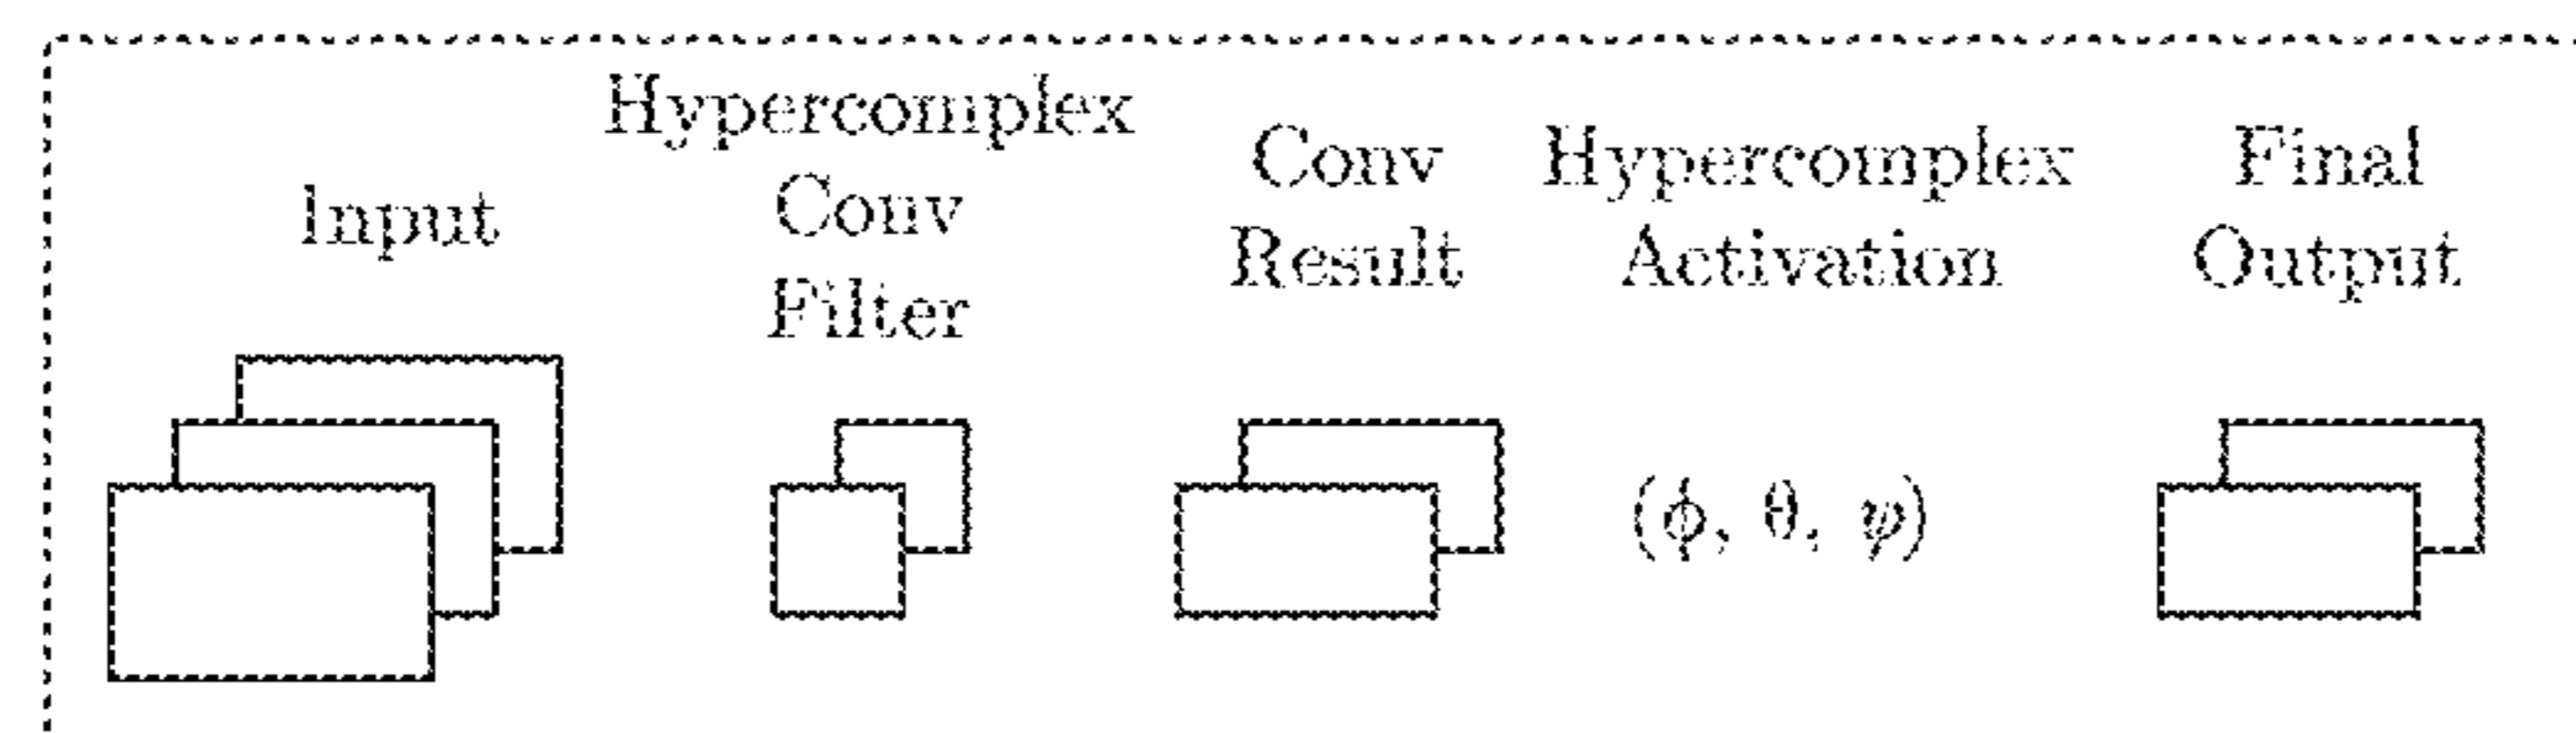 Input
Hypercomplex
Conv
Filter
Conv
Result
Hypercomplex
Activation
Final
Output
(ϕ, θ, ψ)